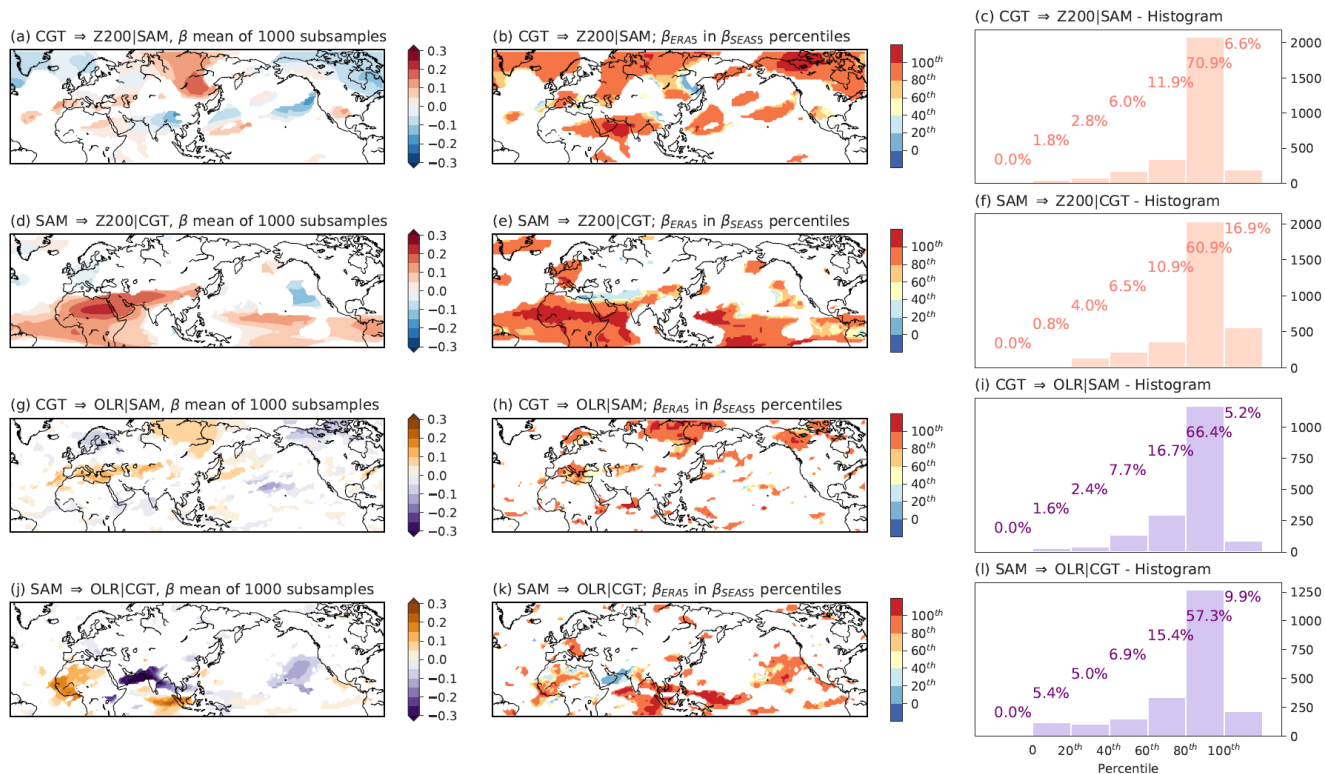 (a) CGT ⇒ Z200|SAM, β mean of 1000 subsamples
0.3
0.2
0.1
0.0
−0.1
−0.2
−0.3
(b) CGT ⇒ Z200|SAM; β_ERA5 in β_SEAS5 percentiles
100th
80th
60th
40th
20th
0
(c) CGT ⇒ Z200|SAM - Histogram
0.0%
1.8%
2.8%
6.0%
11.9%
70.9%
6.6%
2000
1500
1000
500
0
(d) SAM ⇒ Z200|CGT, β mean of 1000 subsamples
0.3
0.2
0.1
0.0
−0.1
−0.2
−0.3
(e) SAM ⇒ Z200|CGT; β_ERA5 in β_SEAS5 percentiles
100th
80th
60th
40th
20th
0
(f) SAM ⇒ Z200|CGT - Histogram
0.0%
0.8%
4.0%
6.5%
10.9%
60.9%
16.9%
2000
1500
1000
500
0
(g) CGT ⇒ OLR|SAM, β mean of 1000 subsamples
0.3
0.2
0.1
0.0
−0.1
−0.2
−0.3
(h) CGT ⇒ OLR|SAM; β_ERA5 in β_SEAS5 percentiles
100th
80th
60th
40th
20th
0
(i) CGT ⇒ OLR|SAM - Histogram
0.0%
1.6%
2.4%
7.7%
16.7%
66.4%
5.2%
1000
750
500
250
0
(j) SAM ⇒ OLR|CGT, β mean of 1000 subsamples
0.3
0.2
0.1
0.0
−0.1
−0.2
−0.3
(k) SAM ⇒ OLR|CGT; β_ERA5 in β_SEAS5 percentiles
100th
80th
60th
40th
20th
0
(l) SAM ⇒ OLR|CGT - Histogram
0.0%
5.4%
5.0%
6.9%
15.4%
57.3%
9.9%
1250
1000
750
500
250
0
0 20th 40th 60th 80th 100th
Percentile